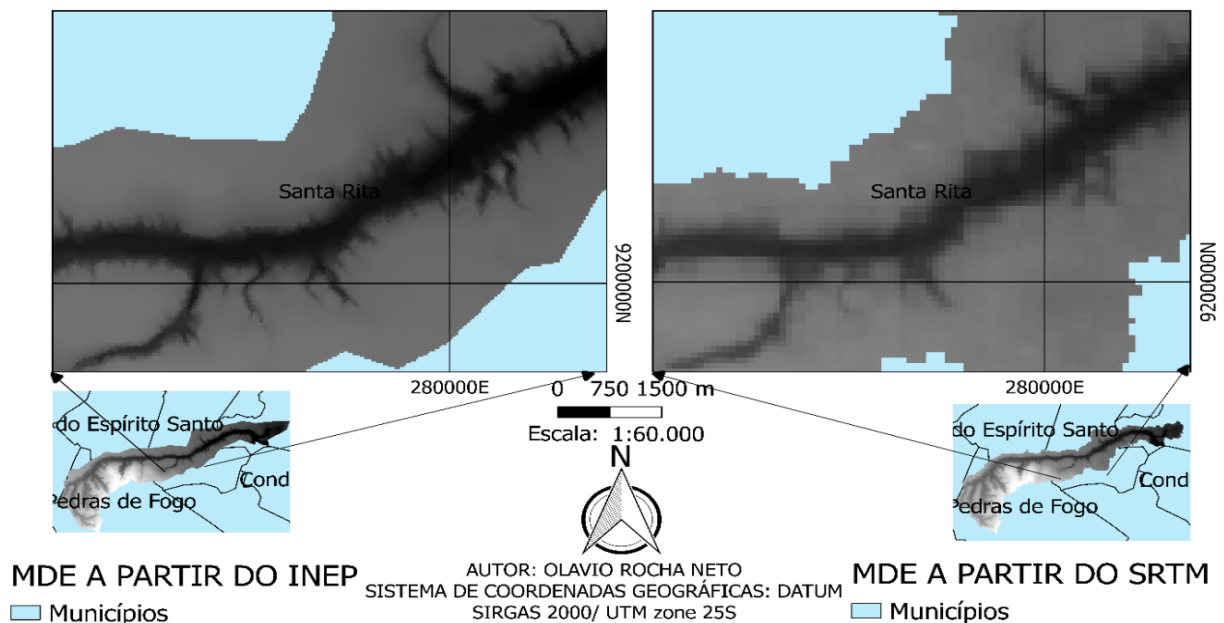 Santa Rita
9200000N
280000E
Santa Rita
9200000N
280000E
0 750 1500 m
Escala: 1:60.000
N
do Espírito Santo
Cond
Pedras de Fogo
do Espírito Santo
Cond
Pedras de Fogo
MDE A PARTIR DO INEP
Municípios
AUTOR: OLAVIO ROCHA NETO
SISTEMA DE COORDENADAS GEOGRÁFICAS: DATUM
SIRGAS 2000/ UTM zone 25S
MDE A PARTIR DO SRTM
Municípios